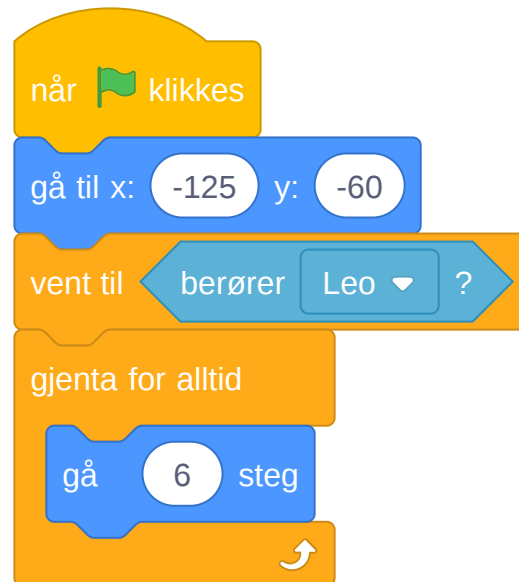 når klikkes
gå til x: -125 y: -60
vent til berører Leo ?
gjenta for alltid
gå 6 steg